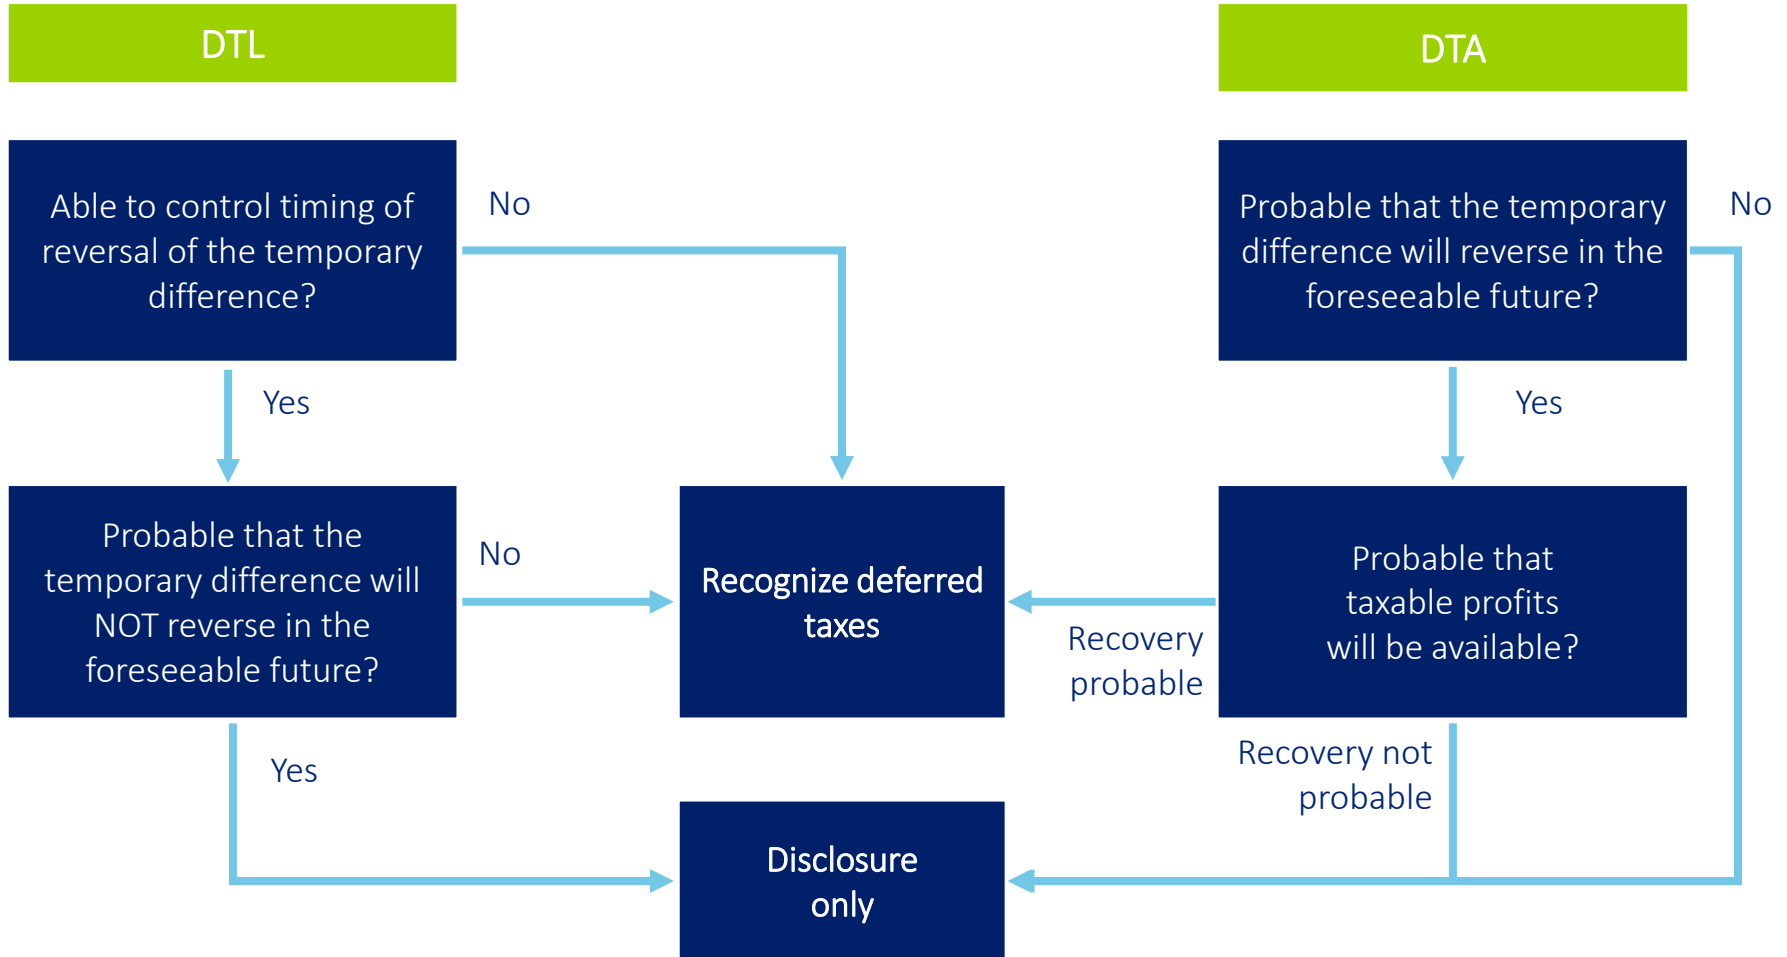 DTL
DTA
Able to control timing of
reversal of the temporary
difference?
No
Probable that the temporary
difference will reverse in the
foreseeable future?
No
Yes
Yes
Probable that the
temporary difference will
NOT reverse in the
foreseeable future?
No
Recognize deferred
taxes
Recovery
probable
Probable that
taxable profits
will be available?
Yes
Recovery not
probable
Disclosure
only